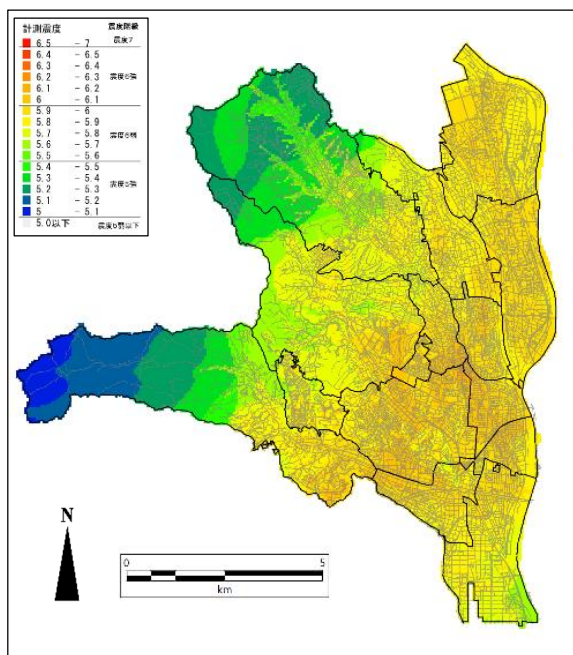 計測震度 震度階級
6.5 - 7 震度7
6.4 - 6.5
6.3 - 6.4
6.2 - 6.3 震度6強
6.1 - 6.2
6 - 6.1
5.9 - 6
5.8 - 5.9
5.7 - 5.8 震度6弱
5.6 - 5.7
5.5 - 5.6
5.4 - 5.5
5.3 - 5.4
5.2 - 5.3 震度5強
5.1 - 5.2
5 - 5.1
5.0以下 震度5弱以下
N
0 5
km